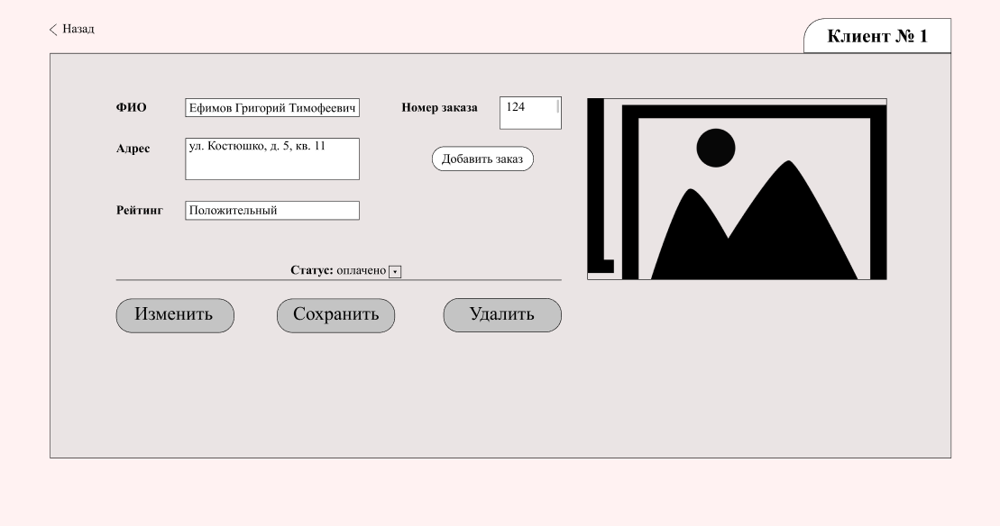 Назад
Клиент № 1
ФИО
Ефимов Григорий Тимофеевич
Номер заказа
124
Адрес
ул. Костюшко, д. 5, кв. 11
Добавить заказ
Рейтинг
Положительный
Статус: оплачено
Изменить
Сохранить
Удалить